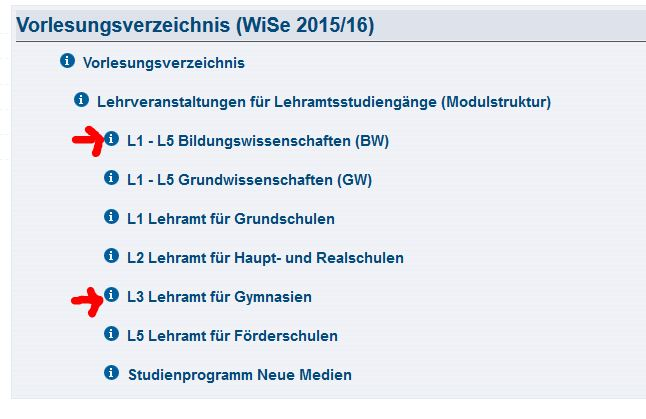 Vorlesungsverzeichnis (WiSe 2015/16)
Vorlesungsverzeichnis
Lehrveranstaltungen für Lehramtsstudiengänge (Modulstruktur)
L1 - L5 Bildungswissenschaften (BW)
L1 - L5 Grundwissenschaften (GW)
L1 Lehramt für Grundschulen
L2 Lehramt für Haupt- und Realschulen
L3 Lehramt für Gymnasien
L5 Lehramt für Förderschulen
Studienprogramm Neue Medien